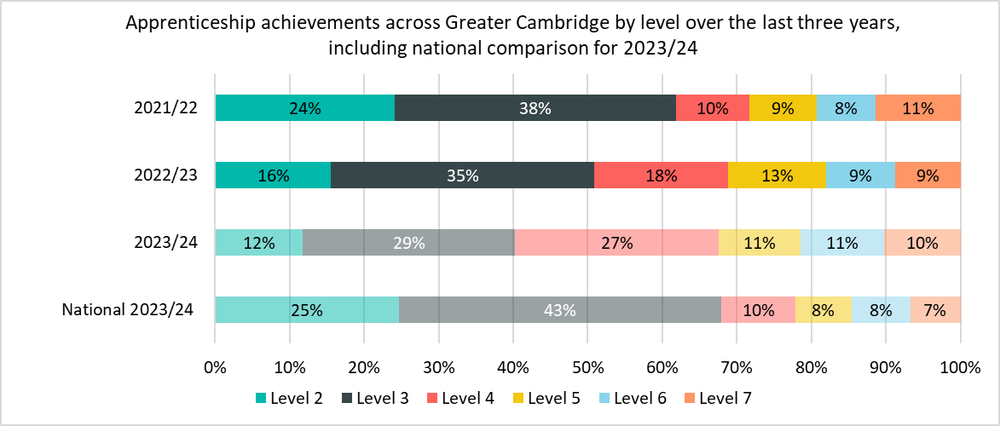 Apprenticeship achievements across Greater Cambridge by level over the last three years,
including national comparison for 2023/24
2021/22 24% 38% 10% 9% 8% 11%
2022/23 16% 35% 18% 13% 9% 9%
2023/24 12% 29% 27% 11% 11% 10%
National 2023/24 25% 43% 10% 8% 8% 7%
0% 10% 20% 30% 40% 50% 60% 70% 80% 90% 100%
Level 2 Level 3 Level 4 Level 5 Level 6 Level 7